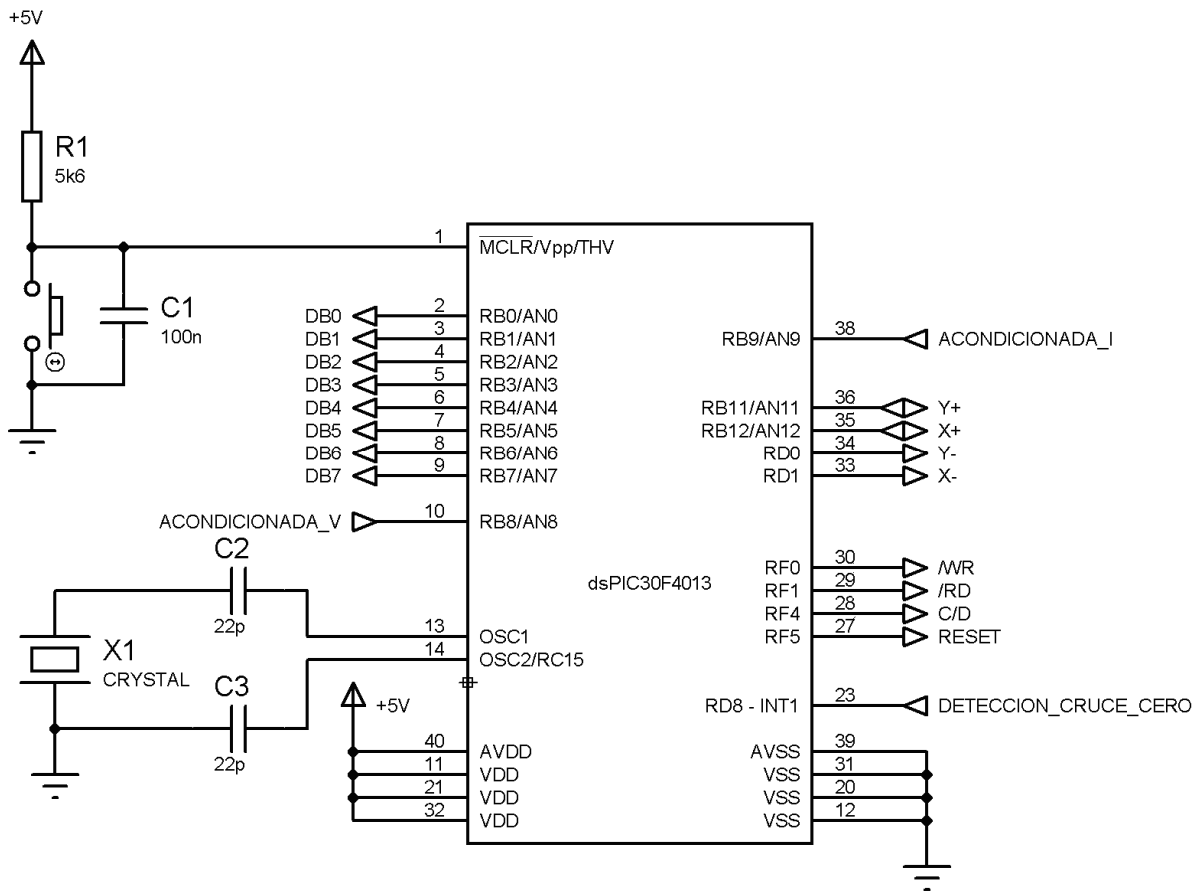 +5V
R1
5k6
1
MCLR/Vpp/THV
C1
100n
DB0 2 RB0/AN0
DB1 3 RB1/AN1
DB2 4 RB2/AN2
DB3 5 RB3/AN3
DB4 6 RB4/AN4
DB5 7 RB5/AN5
DB6 8 RB6/AN6
DB7 9 RB7/AN7
ACONDICIONADA_V 10 RB8/AN8
RB9/AN9 38 ACONDICIONADA_I
RB11/AN11 36 Y+
RB12/AN12 35 X+
RD0 34 Y-
RD1 33 X-
dsPIC30F4013
RF0 30 /WR
RF1 29 /RD
RF4 28 C/D
RF5 27 RESET
RD8 - INT1 23 DETECCION_CRUCE_CERO
C2
22p
13 OSC1
14 OSC2/RC15
X1
CRYSTAL
C3
22p
+5V
40 AVDD
11 VDD
21 VDD
32 VDD
AVSS 39
VSS 31
VSS 20
VSS 12